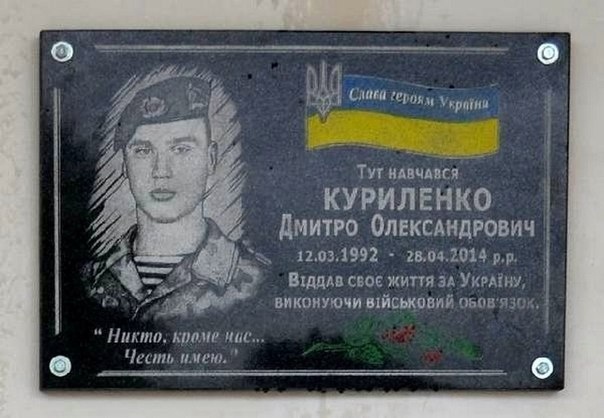 Слава героям України
Тут навчався
КУРИЛЕНКО
Дмитро Олександрович
12.03.1992 - 28.04.2014 р.р.
Віддав своє життя за Україну,
виконуючи військовий обов'язок.
" Никто, кроме нас...
Честь имею."